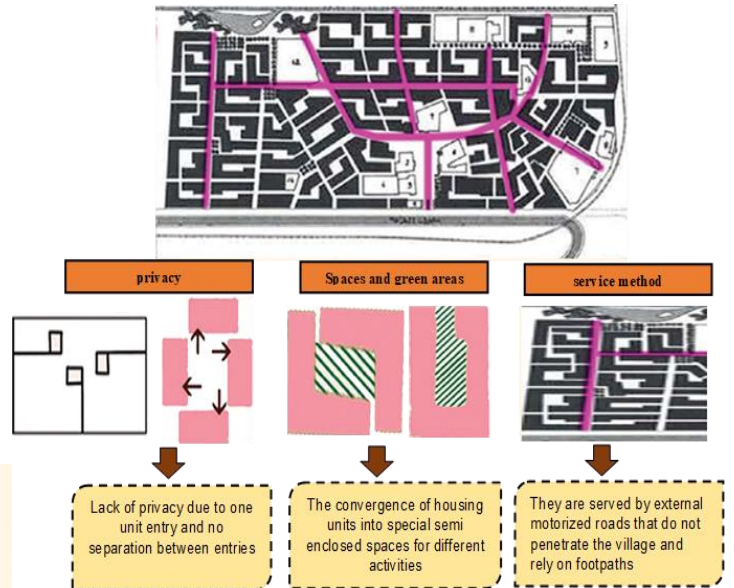 privacy
Spaces and green areas
service method
Lack of privacy due to one
unit entry and no
separation between entries
The convergence of housing
units into special semi
enclosed spaces for different
activities
They are served by external
motorized roads that do not
penetrate the village and
rely on footpaths